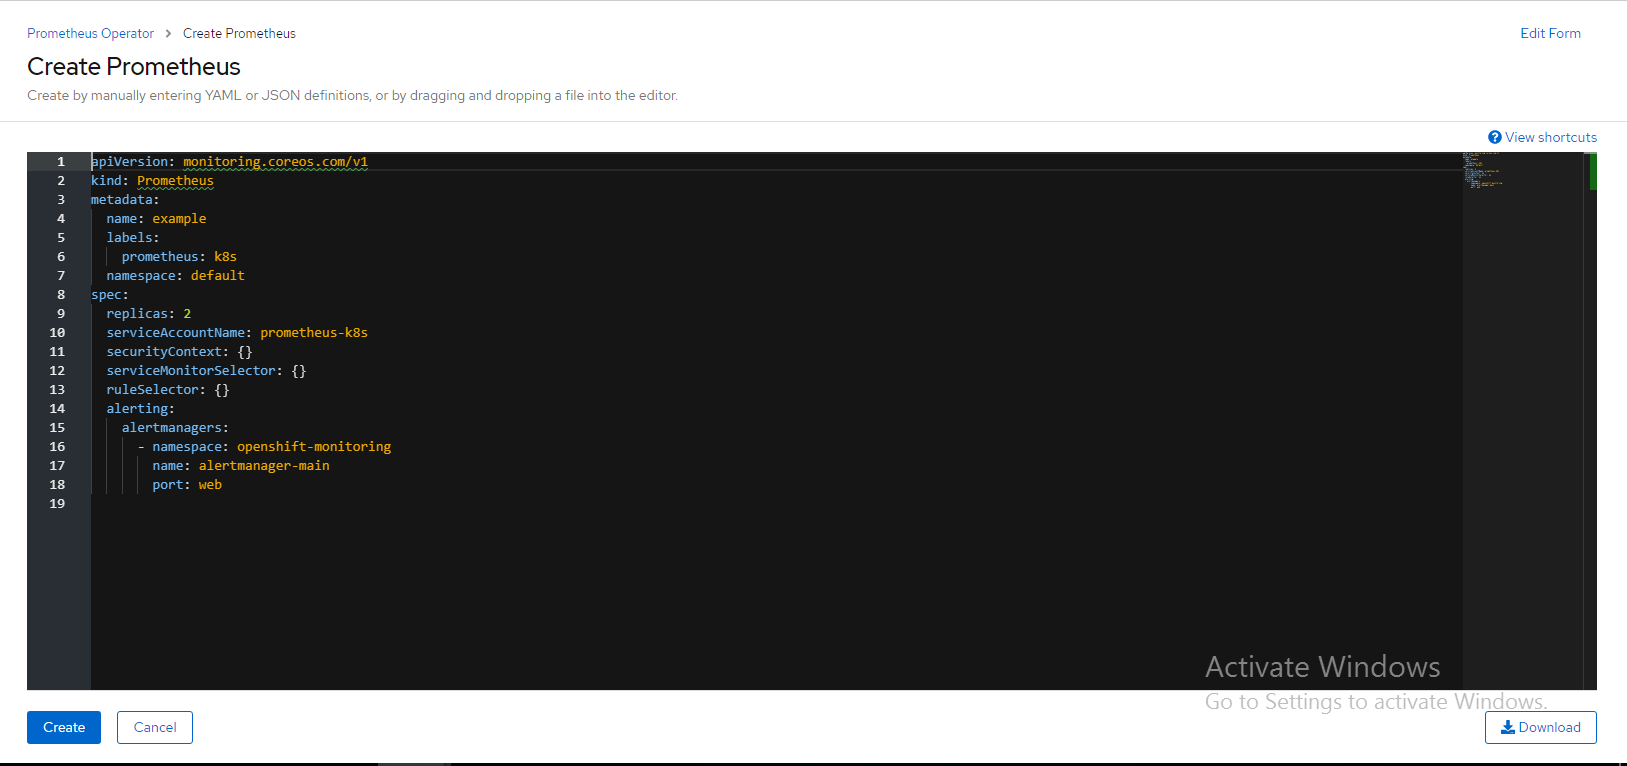 Prometheus Operator > Create Prometheus
Edit Form
Create Prometheus
Create by manually entering YAML or JSON definitions, or by dragging and dropping a file into the editor.
View shortcuts
1 apiVersion: monitoring.coreos.com/v1
2 kind: Prometheus
3 metadata:
4   name: example
5   labels:
6     prometheus: k8s
7   namespace: default
8 spec:
9   replicas: 2
10   serviceAccountName: prometheus-k8s
11   securityContext: {}
12   serviceMonitorSelector: {}
13   ruleSelector: {}
14   alerting:
15     alertmanagers:
16       - namespace: openshift-monitoring
17         name: alertmanager-main
18         port: web
19
Activate Windows
Go to Settings to activate Windows.
Create
Cancel
Download